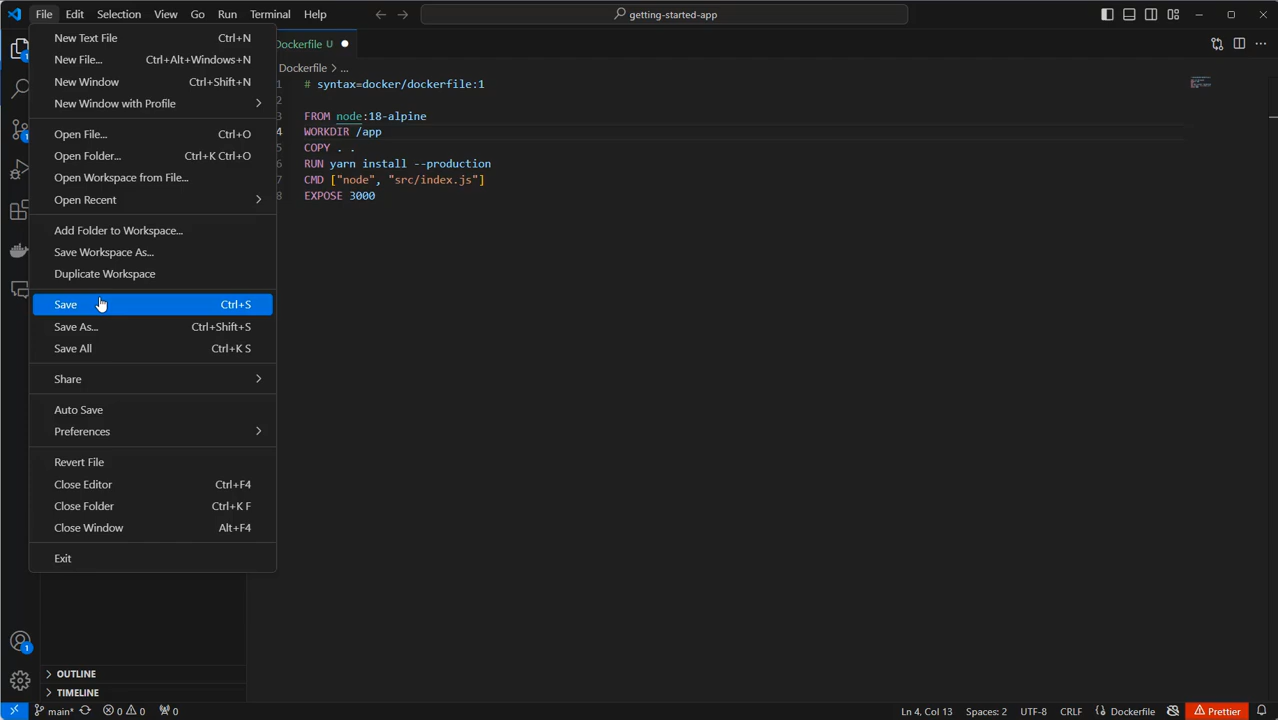 File Edit Selection View Go Run Terminal Help
getting-started-app
New Text File Ctrl+N
New File... Ctrl+Alt+Windows+N
New Window Ctrl+Shift+N
New Window with Profile
Open File... Ctrl+O
Open Folder... Ctrl+K Ctrl+O
Open Workspace from File...
Open Recent
Add Folder to Workspace...
Save Workspace As...
Duplicate Workspace
Save Ctrl+S
Save As... Ctrl+Shift+S
Save All Ctrl+K S
Share
Auto Save
Preferences
Revert File
Close Editor Ctrl+F4
Close Folder Ctrl+K F
Close Window Alt+F4
Exit
Dockerfile U
Dockerfile > ...
1 # syntax=docker/dockerfile:1
2
3 FROM node:18-alpine
4 WORKDIR /app
5 COPY . .
6 RUN yarn install --production
7 CMD ["node", "src/index.js"]
8 EXPOSE 3000
1
1
1
OUTLINE
TIMELINE
main* 0 0 0 Ln 4, Col 13 Spaces: 2 UTF-8 CRLF Dockerfile Prettier